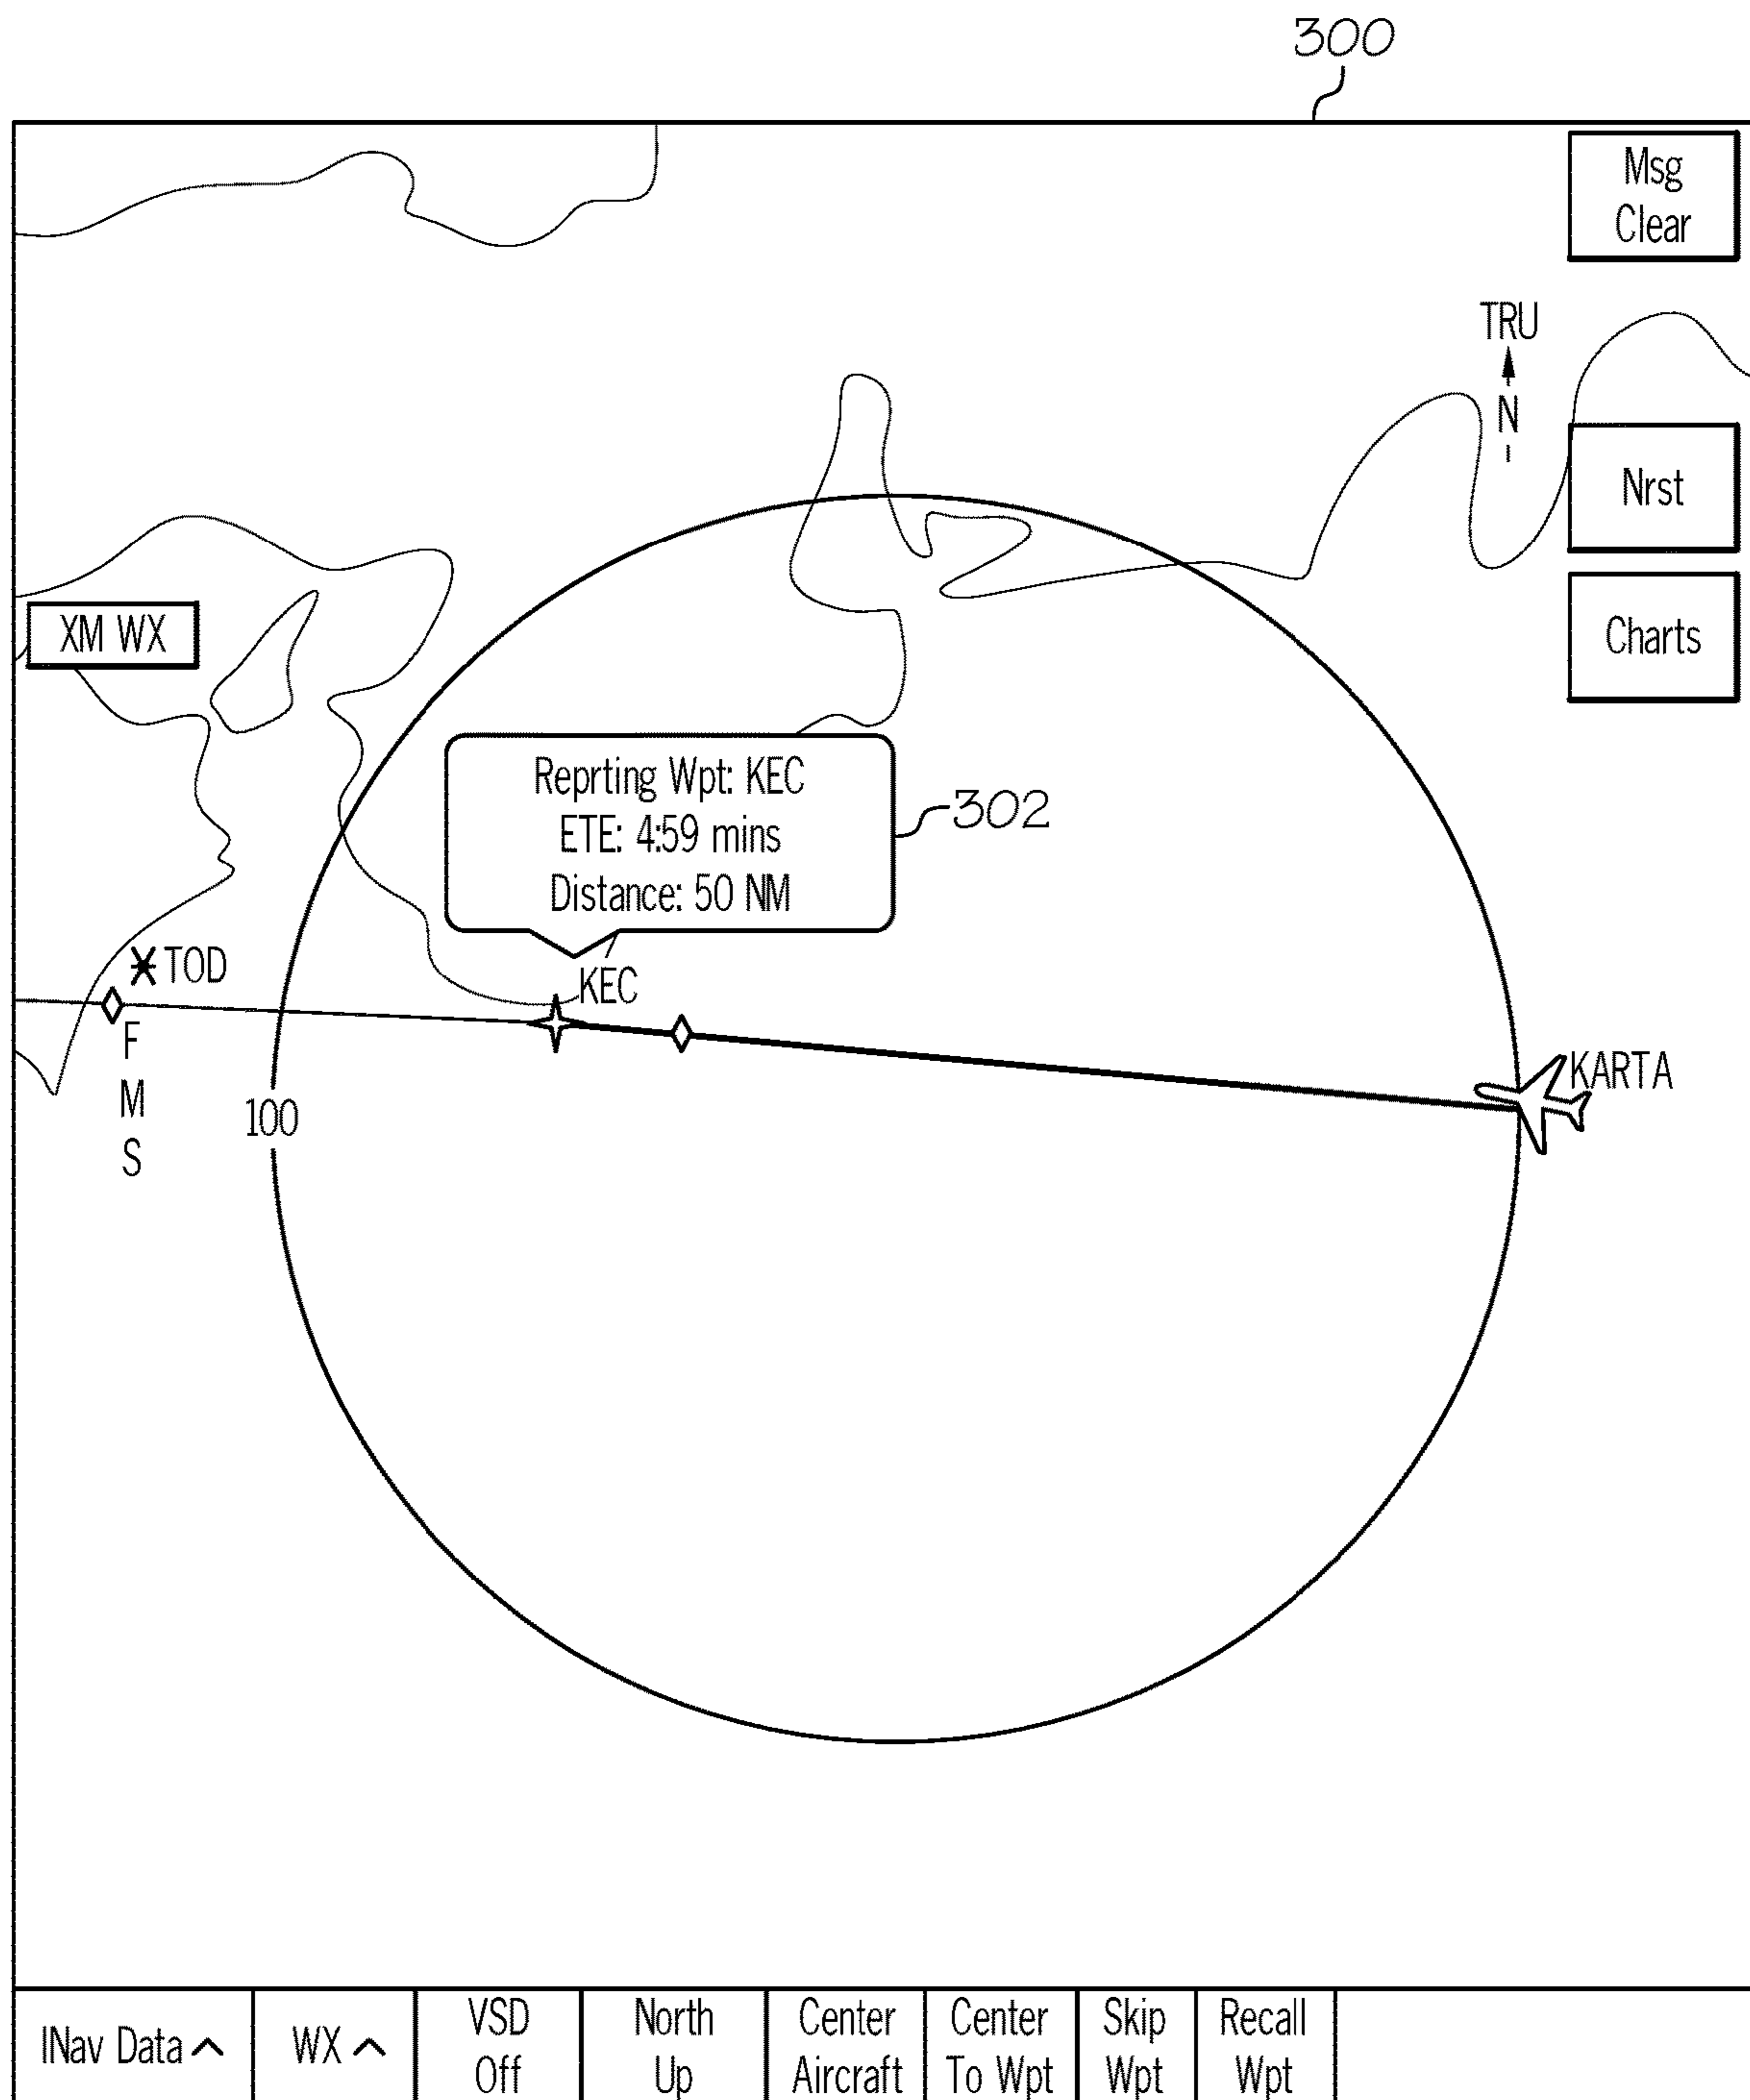 300
Msg
Clear
TRU
N
Nrst
XM WX
Charts
Reprting Wpt: KEC
ETE: 4:59 mins
Distance: 50 NM
302
TOD
KEC
F
M
S
100
KARTA
INav Data
WX
VSD
Off
North
Up
Center
Aircraft
Center
To Wpt
Skip
Wpt
Recall
Wpt